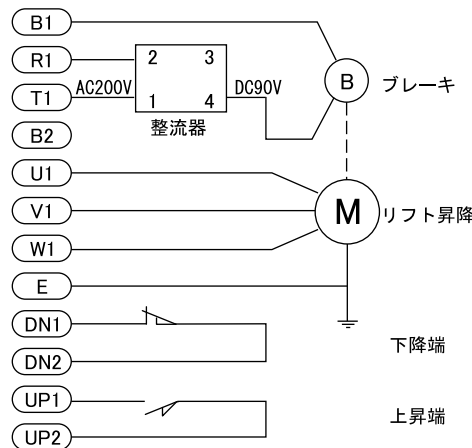 B1
R1
2 3
T1
AC200V
1 4
DC90V
整流器
B
ブレーキ
B2
U1
V1
M
リフト昇降
W1
E
DN1
下降端
DN2
UP1
上昇端
UP2